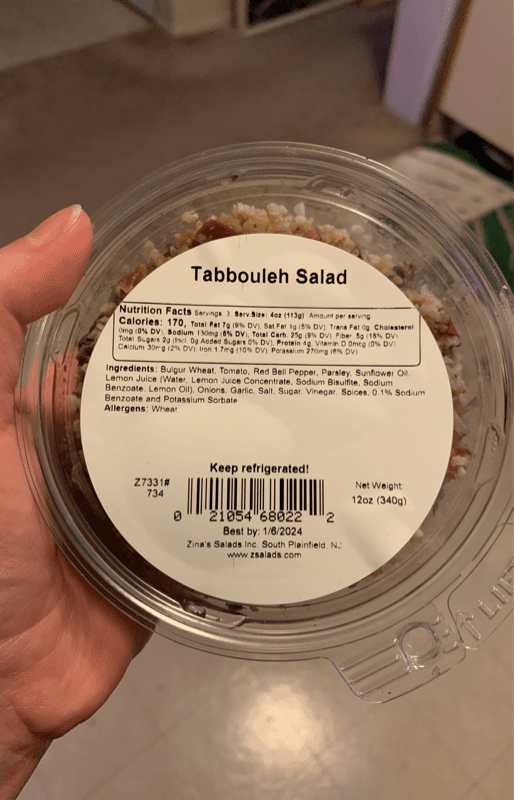 Tabbouleh Salad
Nutrition Facts Servings: 3, Serv.Size: 4oz (113g), Amount per serving:
Calories: 170, Total Fat 7g (9% DV), Sat.Fat 1g (5% DV), Trans Fat 0g, Cholesterol
0mg (0% DV), Sodium 130mg (6% DV), Total Carb. 25g (9% DV), Fiber 5g (18% DV)
Total Sugars 2g (Incl. 0g Added Sugars 0% DV), Protein 4g, Vitamin D 0mcg (0% DV)
Calcium 30mg (2% DV), Iron 1.7mg (10% DV), Potassium 270mg (6% DV)
Ingredients: Bulgur Wheat, Tomato, Red Bell Pepper, Parsley, Sunflower Oil,
Lemon Juice (Water, Lemon Juice Concentrate, Sodium Bisulfite, Sodium
Benzoate, Lemon Oil), Onions, Garlic, Salt, Sugar, Vinegar, Spices, 0.1% Sodium
Benzoate and Potassium Sorbate
Allergens: Wheat
Keep refrigerated!
Z7331#
734
0 21054 68022 2
Net Weight:
12oz (340g)
Best by: 1/6/2024
Zina's Salads Inc. South Plainfield, NJ
www.zsalads.com